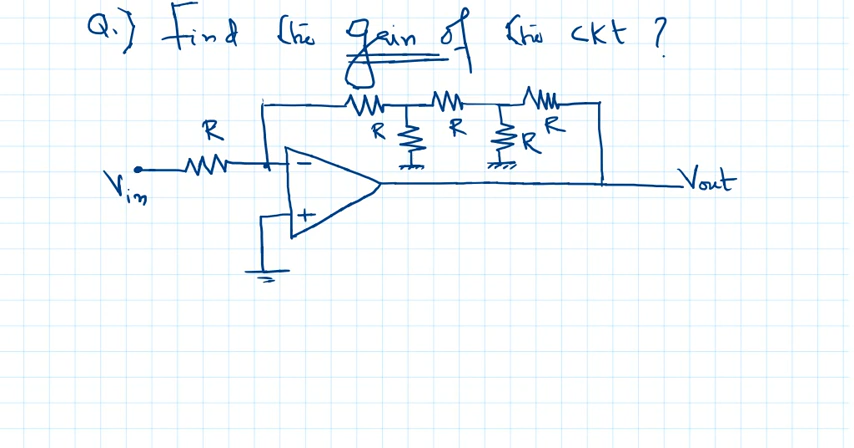 Q.) Find the gain of the ckt ?
R
R R R
R
Vin
Vout
−
+